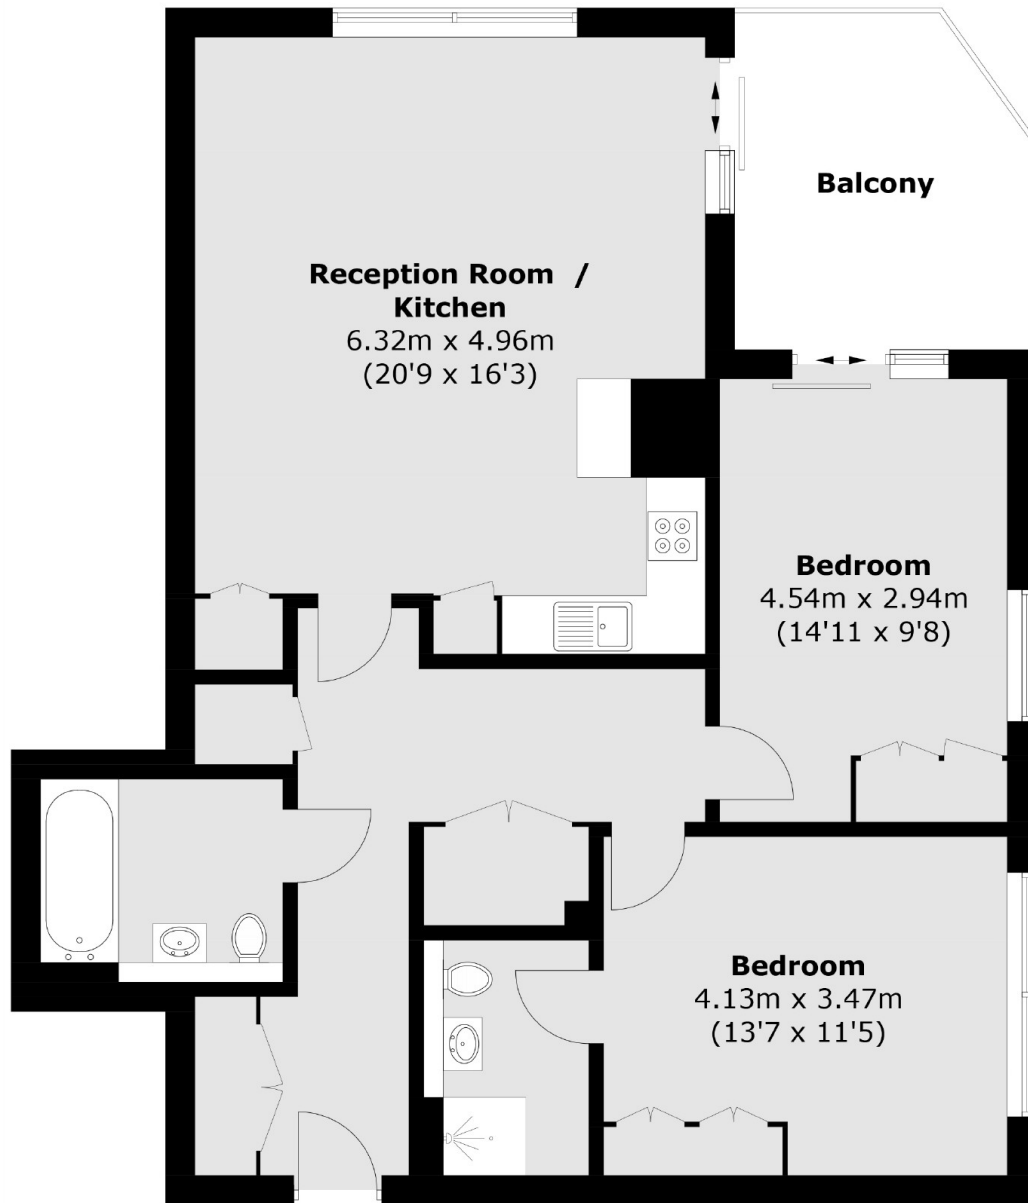 Balcony
Reception Room /
Kitchen
6.32m x 4.96m
(20'9 x 16'3)
Bedroom
4.54m x 2.94m
(14'11 x 9'8)
Bedroom
4.13m x 3.47m
(13'7 x 11'5)